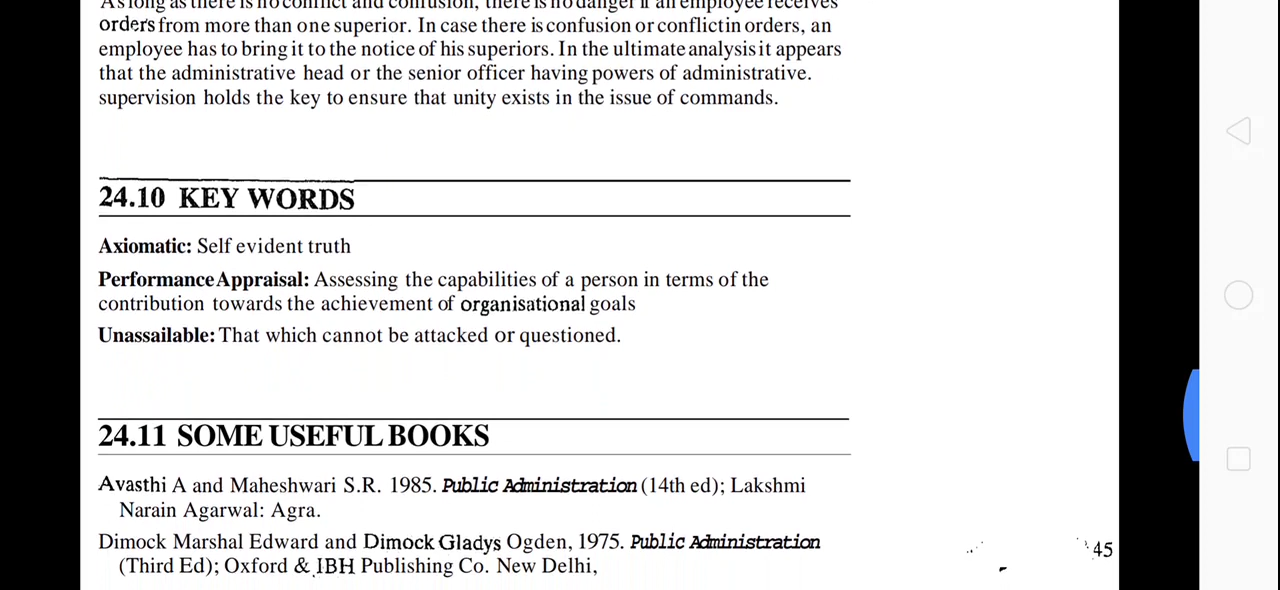 As long as there is no conflict and confusion, there is no danger if an employee receives
orders from more than one superior. In case there is confusion or conflict in orders, an
employee has to bring it to the notice of his superiors. In the ultimate analysis it appears
that the administrative head or the senior officer having powers of administrative.
supervision holds the key to ensure that unity exists in the issue of commands.
24.10 KEY WORDS
Axiomatic: Self evident truth
Performance Appraisal: Assessing the capabilities of a person in terms of the
contribution towards the achievement of organisational goals
Unassailable: That which cannot be attacked or questioned.
24.11 SOME USEFUL BOOKS
Avasthi A and Maheshwari S.R. 1985. Public Administration (14th ed); Lakshmi
Narain Agarwal: Agra.
Dimock Marshal Edward and Dimock Gladys Ogden, 1975. Public Administration
(Third Ed); Oxford & IBH Publishing Co. New Delhi,
45